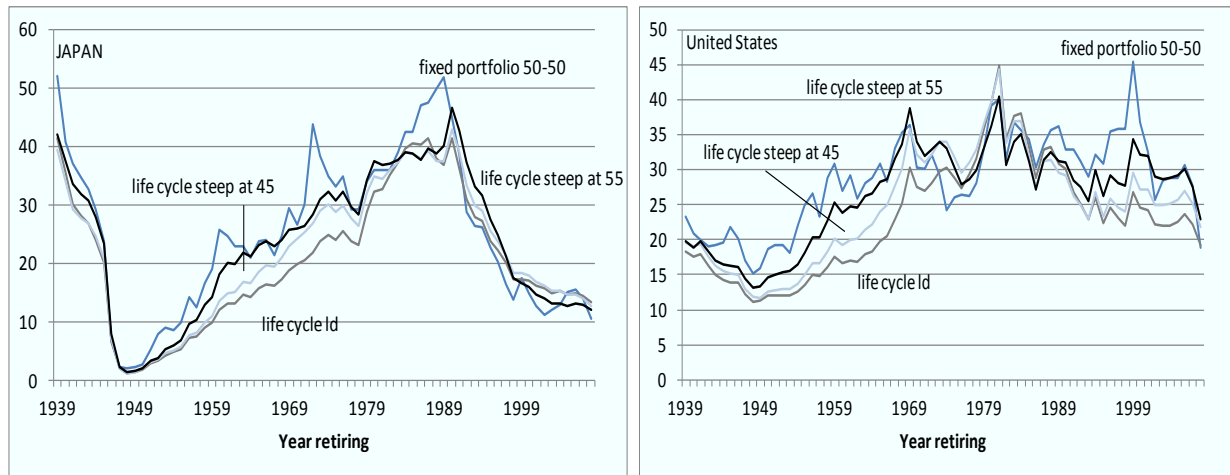 JAPAN
60
50
40
30
20
10
0
fixed portfolio 50-50
life cycle steep at 45
life cycle steep at 55
life cycle ld
1939
1949
1959
1969
1979
1989
1999
Year retiring
United States
50
45
40
35
30
25
20
15
10
5
0
fixed portfolio 50-50
life cycle steep at 55
life cycle steep at 45
life cycle ld
1939
1949
1959
1969
1979
1989
1999
Year retiring